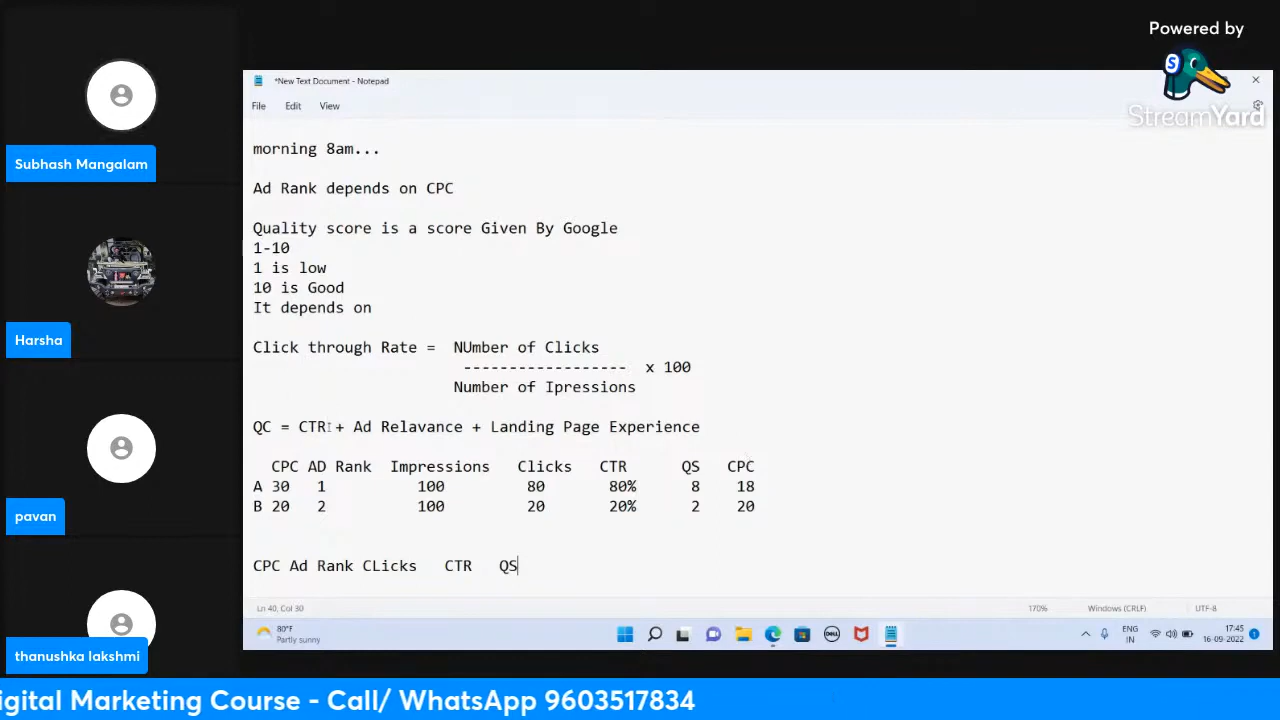 Powered by
StreamYard
Subhash Mangalam
Harsha
pavan
thanushka lakshmi
*New Text Document - Notepad
File Edit View
morning 8am...
Ad Rank depends on CPC
Quality score is a score Given By Google
1-10
1 is low
10 is Good
It depends on
Click through Rate = NUmber of Clicks
------------------ x 100
Number of Ipressions
QC = CTR + Ad Relavance + Landing Page Experience
CPC AD Rank Impressions Clicks CTR QS CPC
A 30 1 100 80 80% 8 18
B 20 2 100 20 20% 2 20
CPC Ad Rank CLicks CTR QS
Ln 40, Col 30 170% Windows (CRLF) UTF-8
80°F
Partly sunny
DELL
ENG
IN
17:45
16-09-2022
1
igital Marketing Course - Call/ WhatsApp 9603517834